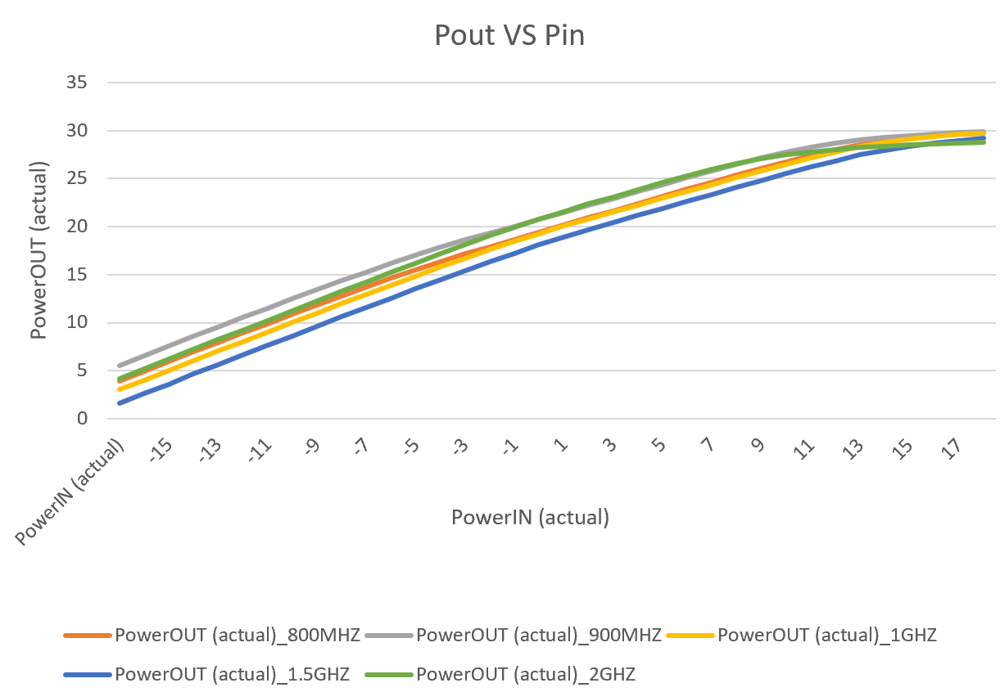 Pout VS Pin
35
30
25
20
15
10
5
0
PowerOUT (actual)
PowerIN (actual) -15 -13 -11 -9 -7 -5 -3 -1 1 3 5 7 9 11 13 15 17
PowerIN (actual)
PowerOUT (actual)_800MHZ PowerOUT (actual)_900MHZ PowerOUT (actual)_1GHZ
PowerOUT (actual)_1.5GHZ PowerOUT (actual)_2GHZ